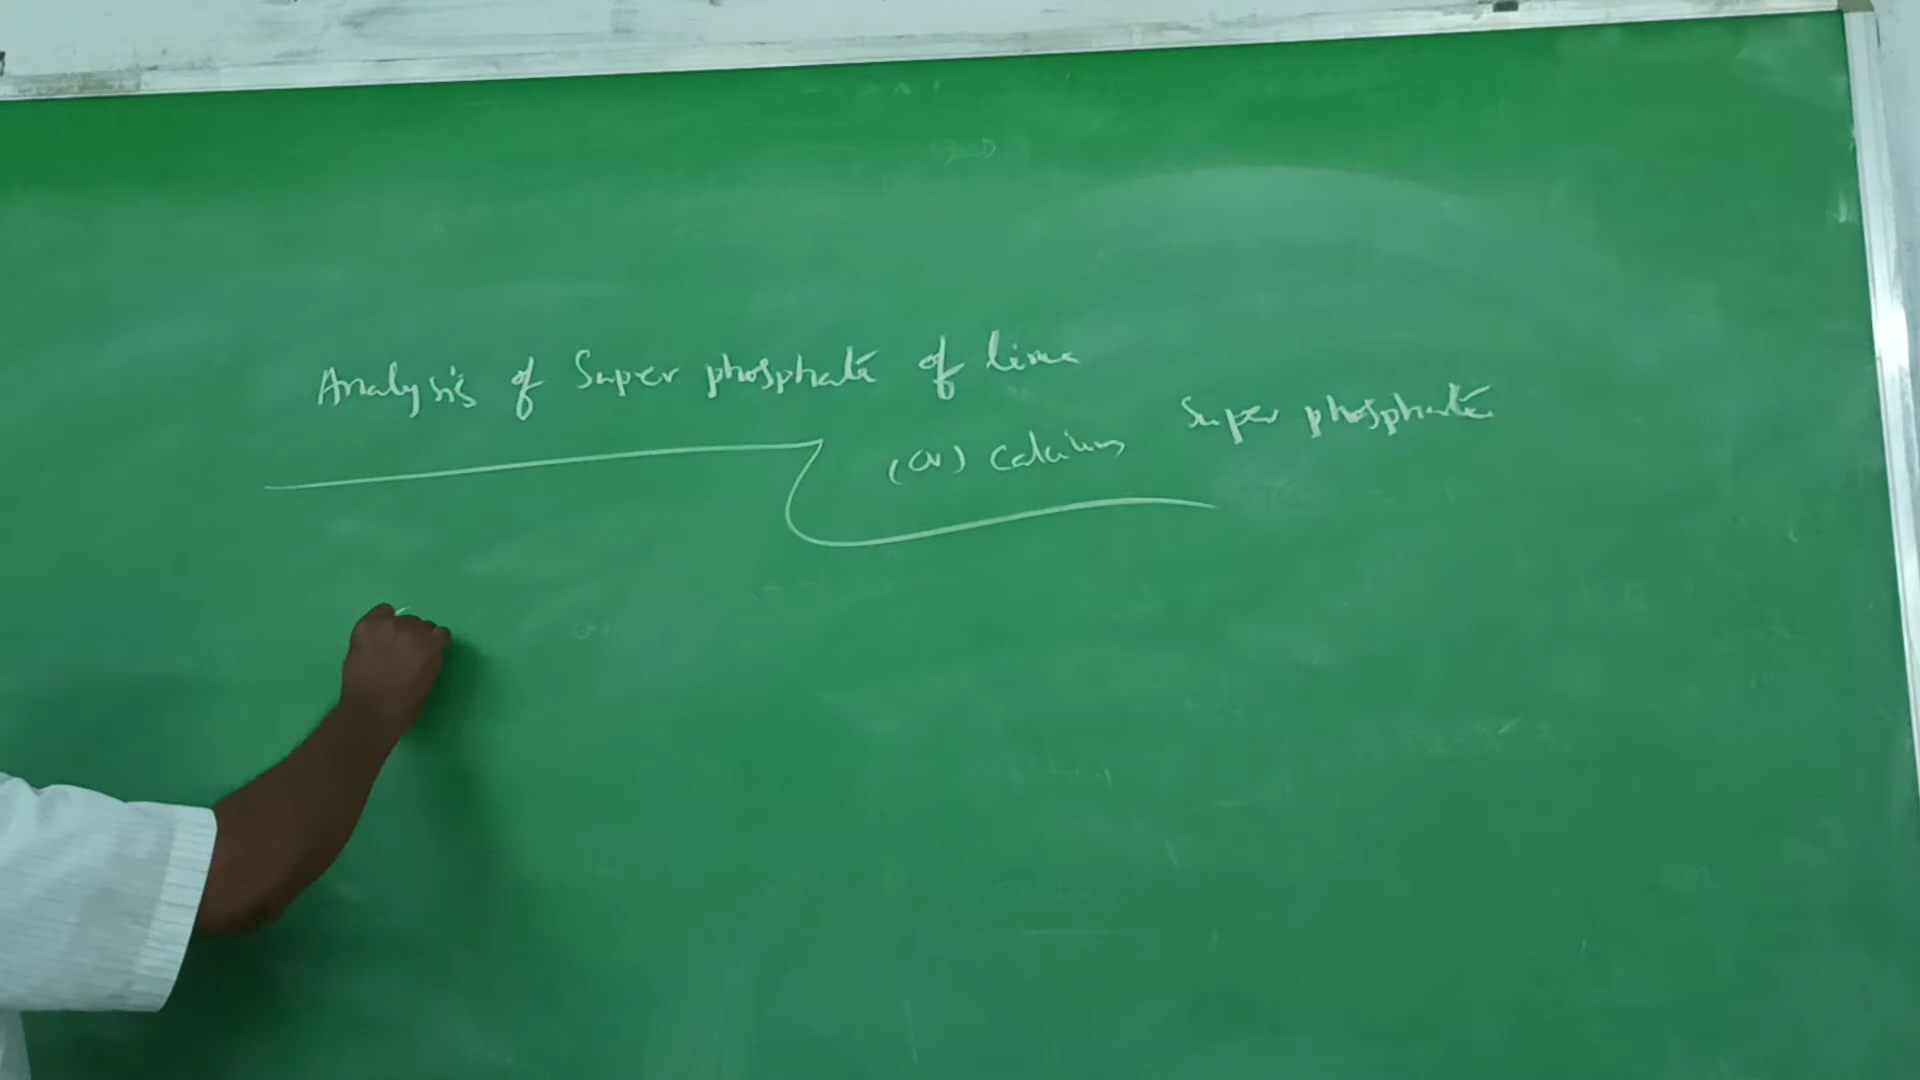 Analysis of Super phosphate of lime
(or) Calcium Super phosphate